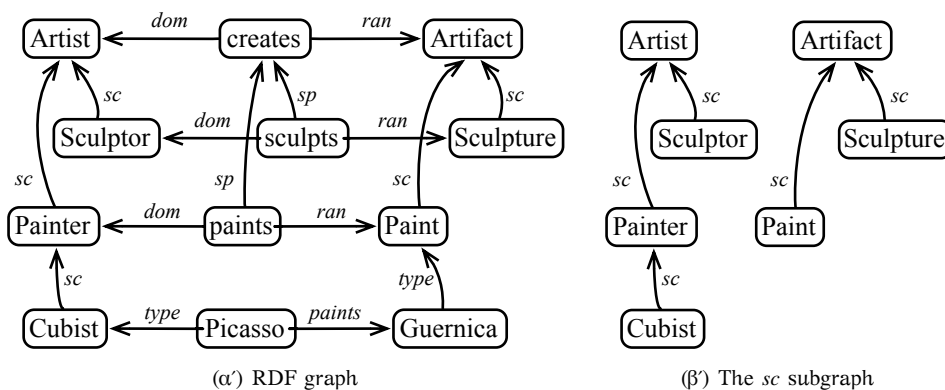 dom ran
Artist creates Artifact Artist Artifact
sc sp sc sc sc
Sculptor dom sculpts ran Sculpture Sculptor Sculpture
sc sp sc sc sc
Painter dom paints ran Paint Painter Paint
sc type sc
Cubist type Picasso paints Guernica Cubist
(α′) RDF graph (β′) The sc subgraph